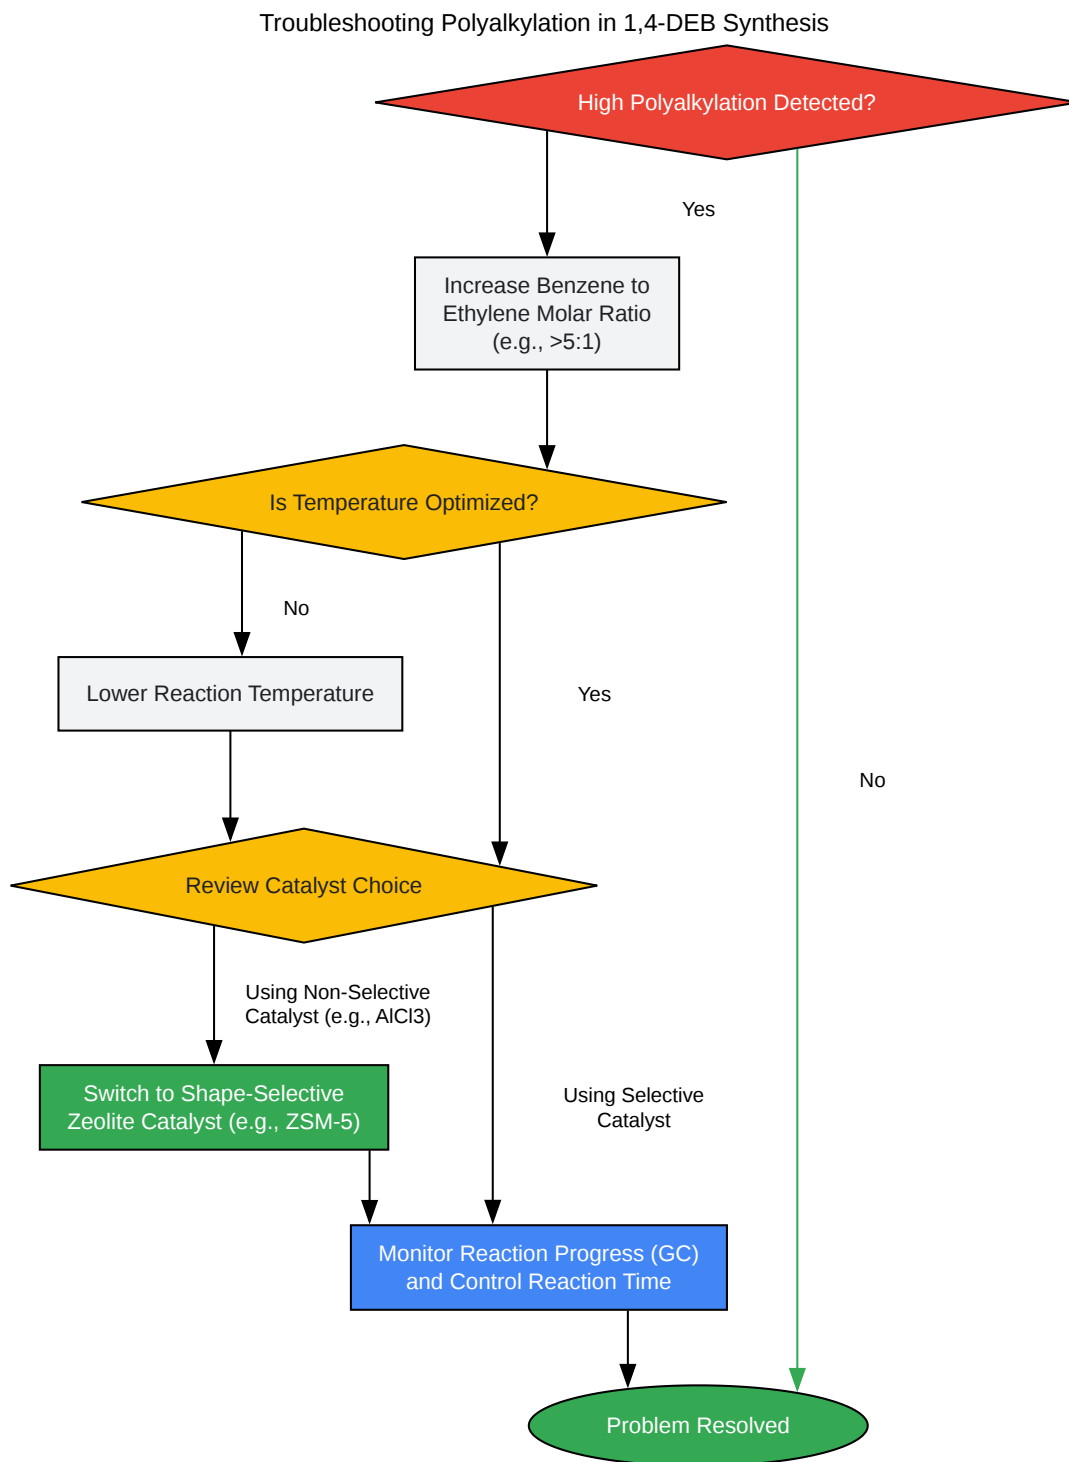 Troubleshooting Polyalkylation in 1,4-DEB Synthesis
High Polyalkylation Detected?
Yes
Increase Benzene to
Ethylene Molar Ratio
(e.g., >5:1)
Is Temperature Optimized?
No
Lower Reaction Temperature
Yes
No
Review Catalyst Choice
Using Non-Selective
Catalyst (e.g., AlCl3)
Switch to Shape-Selective
Zeolite Catalyst (e.g., ZSM-5)
Using Selective
Catalyst
Monitor Reaction Progress (GC)
and Control Reaction Time
Problem Resolved